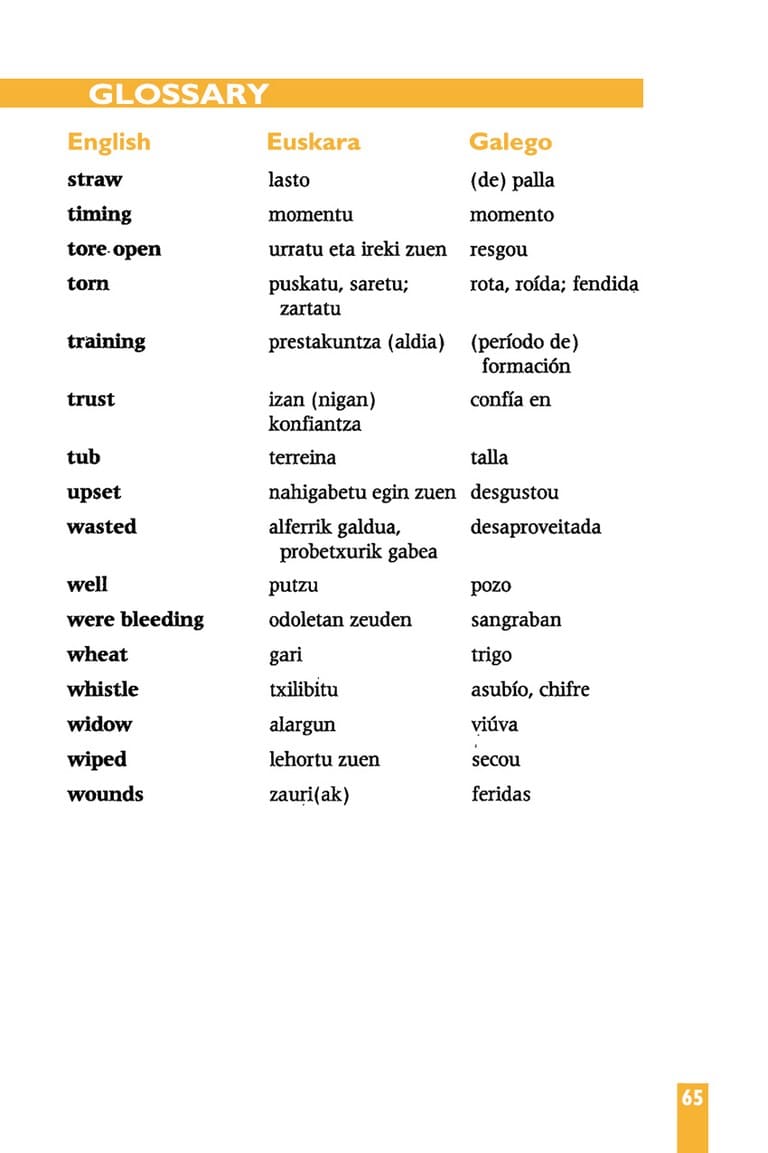 GLOSSARY
English Euskara Galego
straw lasto (de) palla
timing momentu momento
tore open urratu eta ireki zuen resgou
torn puskatu, saretu; rota, roída; fendida
zartatu
training prestakuntza (aldia) (período de)
formación
trust izan (nigan) confía en
konfiantza
tub terreina talla
upset nahigabetu egin zuen desgustou
wasted alferrik galdua, desaproveitada
probetxurik gabea
well putzu pozo
were bleeding odoletan zeuden sangraban
wheat gari trigo
whistle txilibitu asubío, chifre
widow alargun viúva
wiped lehortu zuen secou
wounds zauri(ak) feridas
65